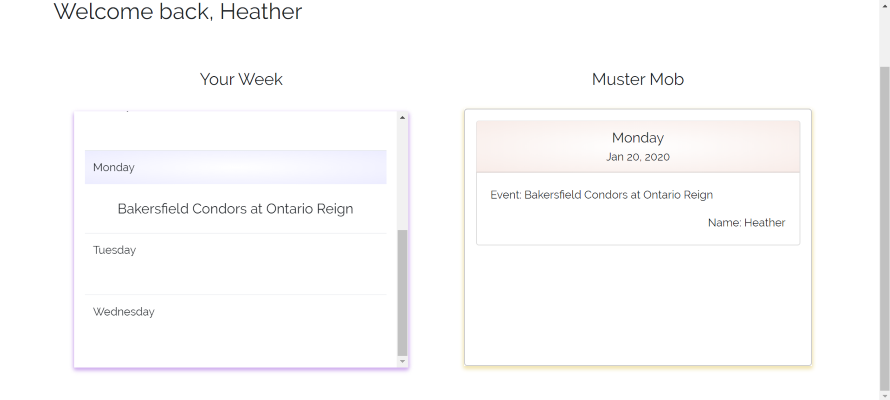 Welcome back, Heather
Your Week
Monday
Bakersfield Condors at Ontario Reign
Tuesday
Wednesday
Muster Mob
Monday
Jan 20, 2020
Event: Bakersfield Condors at Ontario Reign
Name: Heather